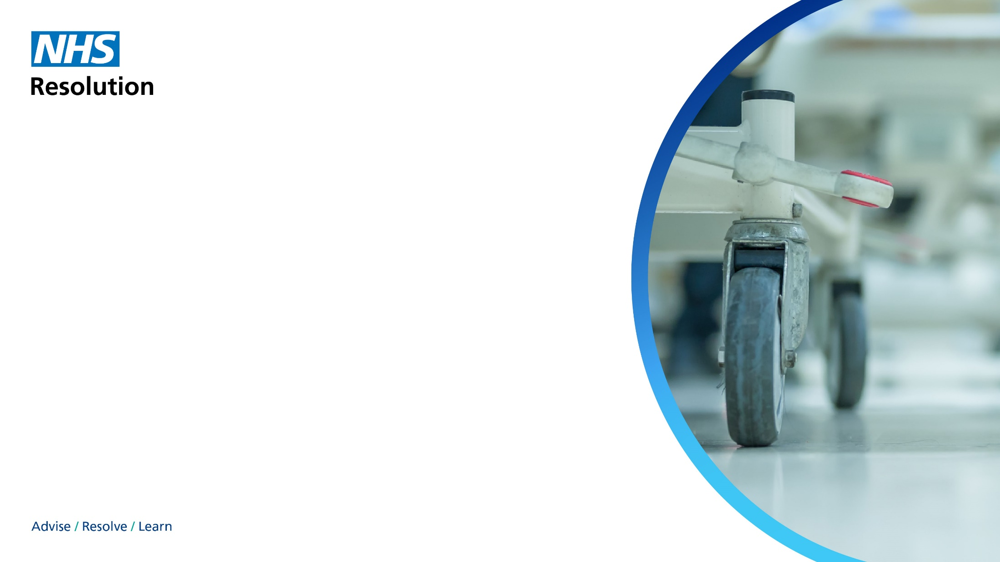 NHS
Resolution
Advise / Resolve / Learn